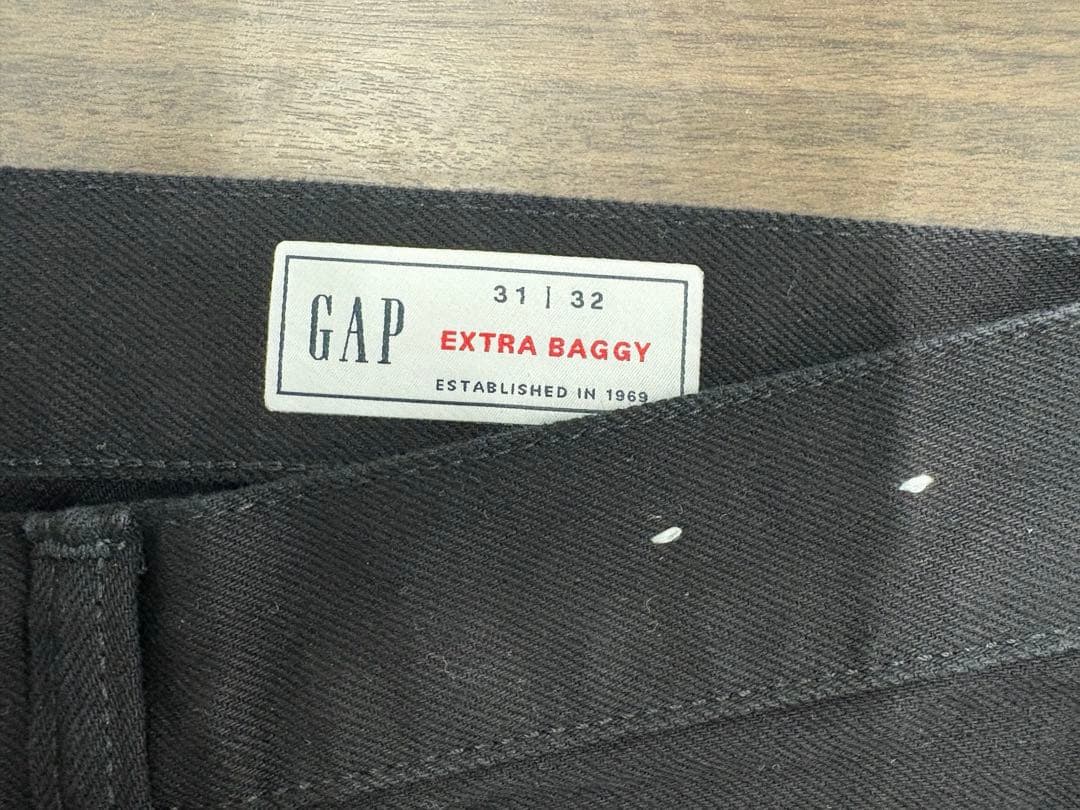 GAP
31 | 32
EXTRA BAGGY
ESTABLISHED IN 1969